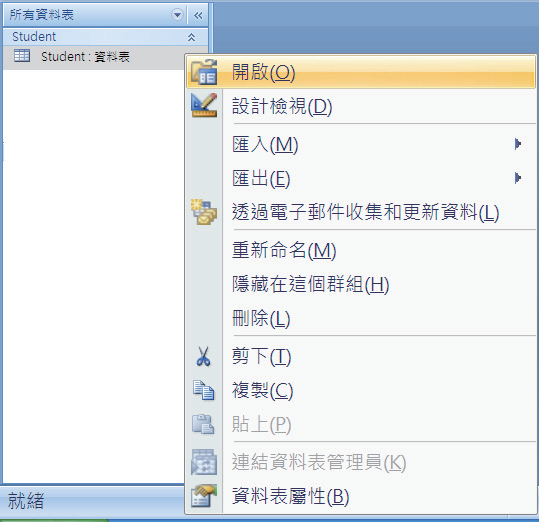 所有資料表
Student
Student : 資料表
開啟(O)
設計檢視(D)
匯入(M)
匯出(E)
透過電子郵件收集和更新資料(L)
重新命名(M)
隱藏在這個群組(H)
刪除(L)
剪下(T)
複製(C)
貼上(P)
連結資料表管理員(K)
資料表屬性(B)
就緒